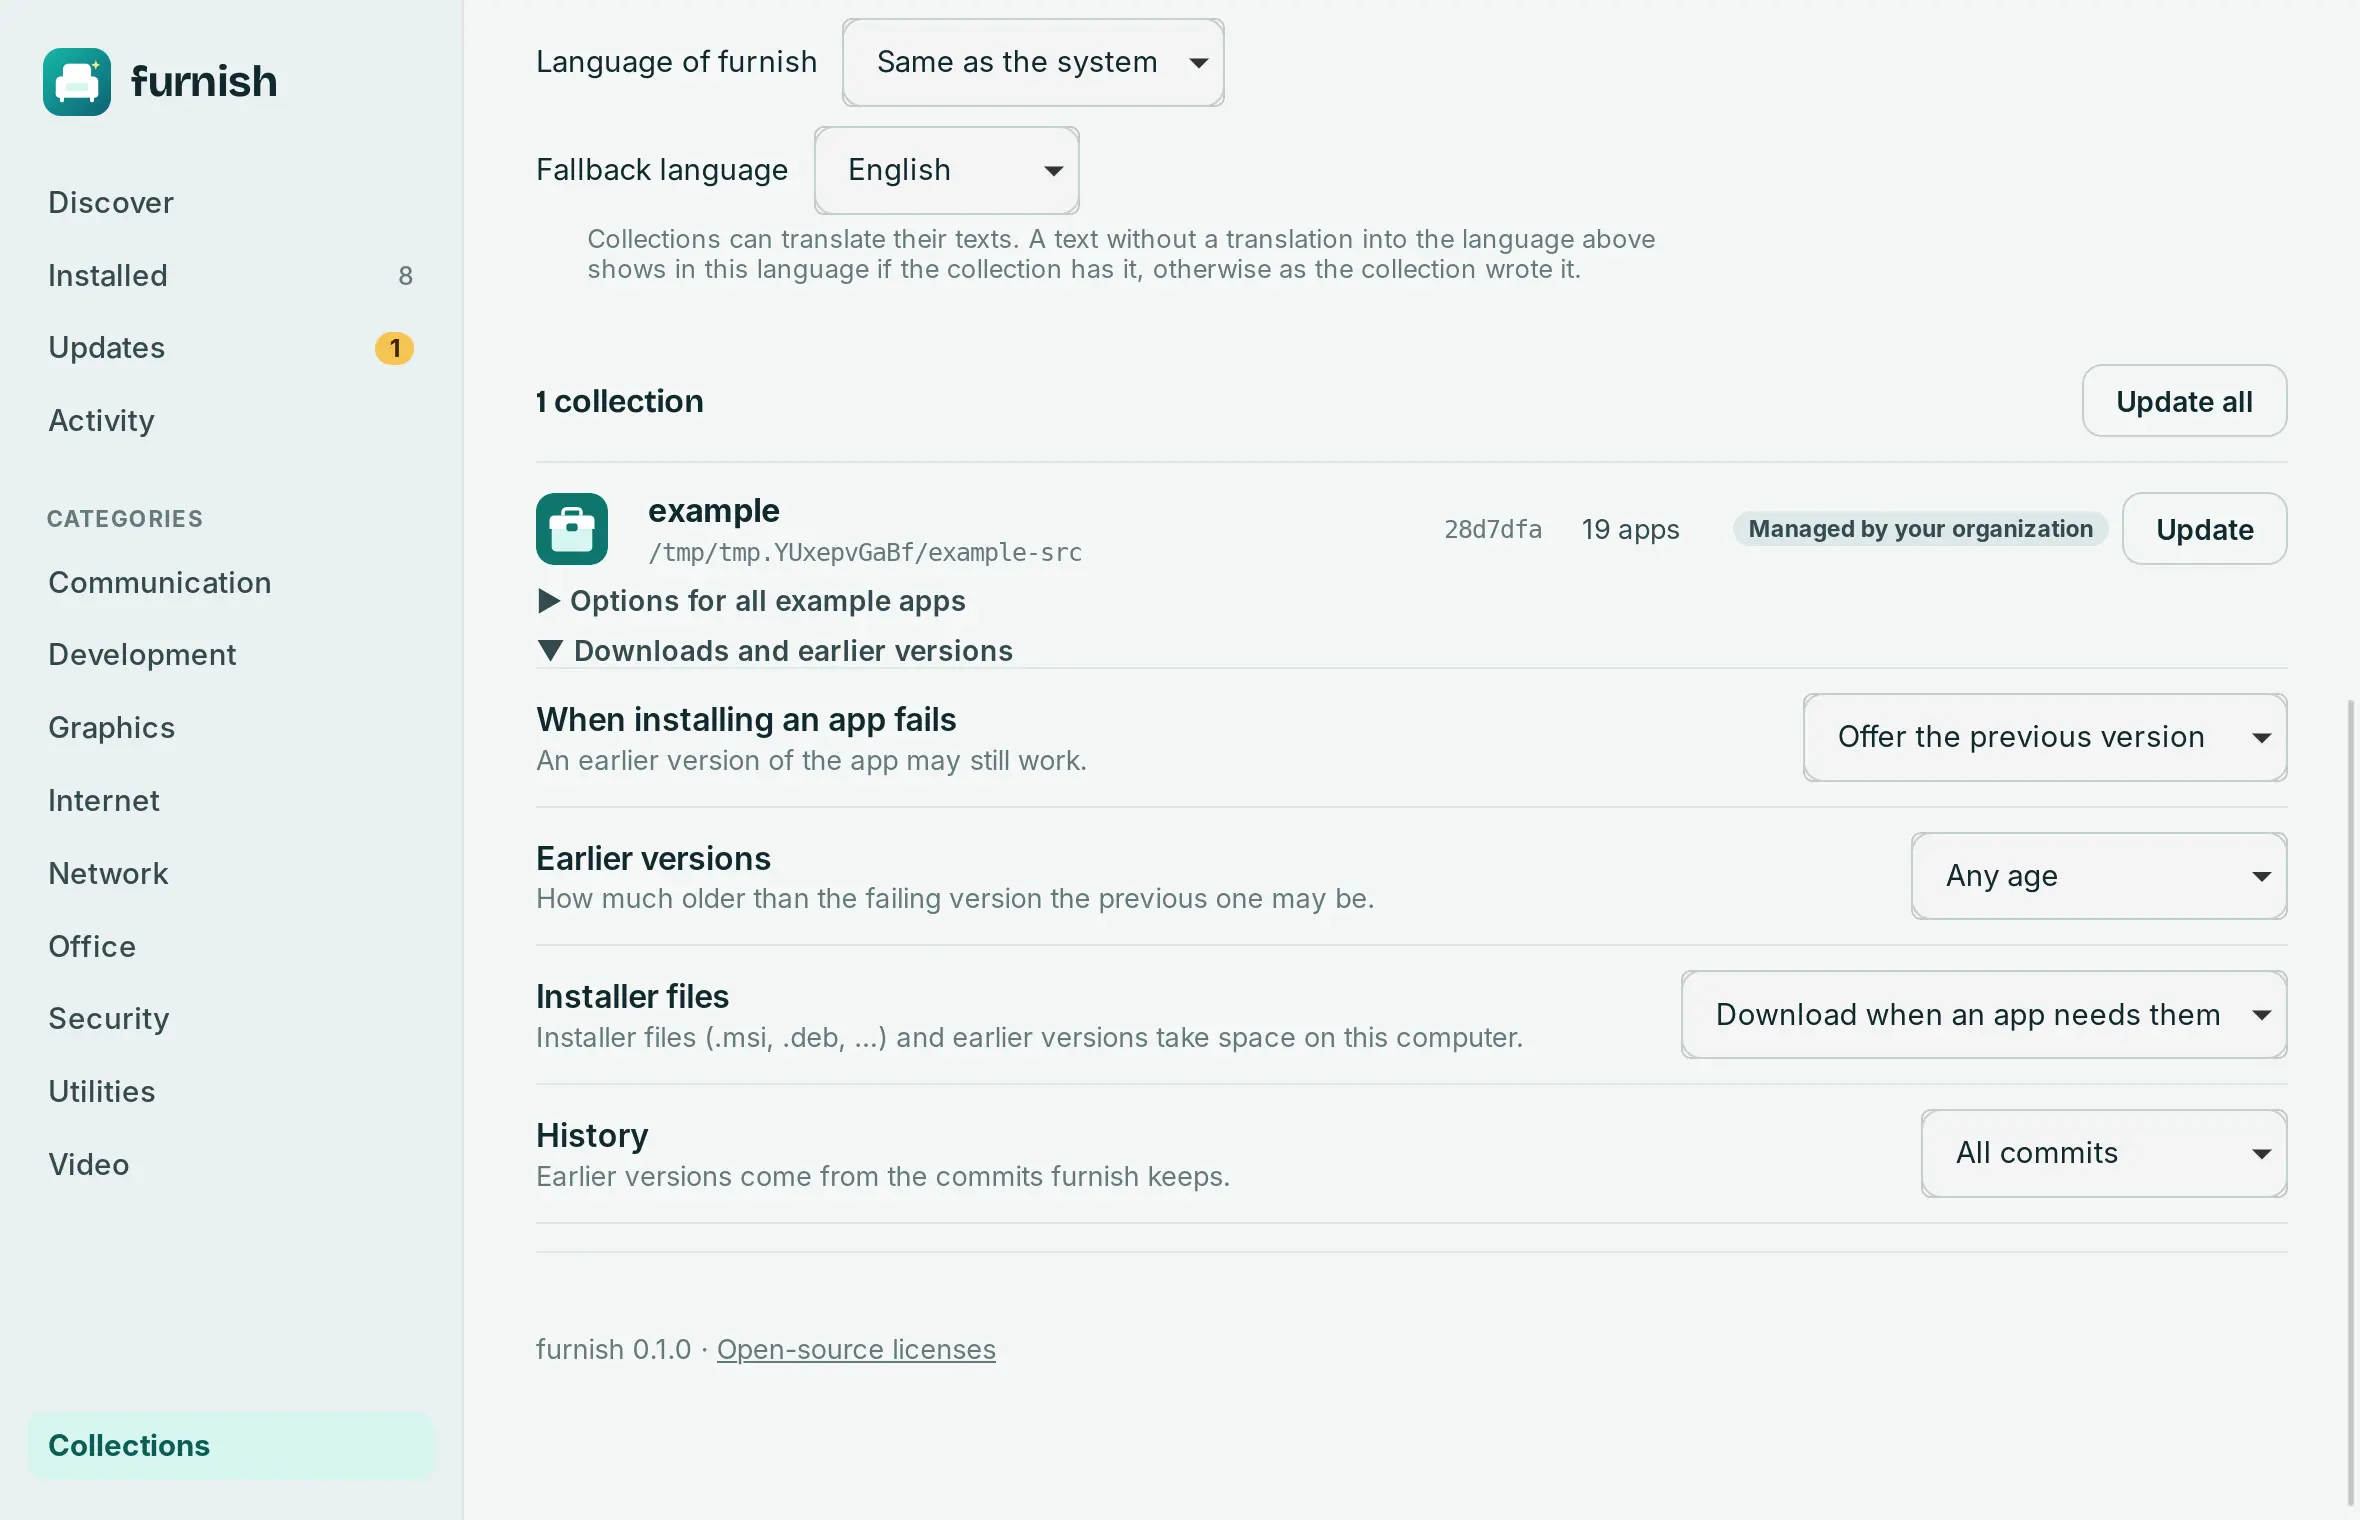 furnish
Discover
Installed 8
Updates 1
Activity
CATEGORIES
Communication
Development
Graphics
Internet
Network
Office
Security
Utilities
Video
Collections
Language of furnish Same as the system
Fallback language English
Collections can translate their texts. A text without a translation into the language above
shows in this language if the collection has it, otherwise as the collection wrote it.
1 collection Update all
example
/tmp/tmp.YUxepvGaBf/example-src
28d7dfa 19 apps Managed by your organization Update
▶ Options for all example apps
▼ Downloads and earlier versions
When installing an app fails
An earlier version of the app may still work.
Offer the previous version
Earlier versions
How much older than the failing version the previous one may be.
Any age
Installer files
Installer files (.msi, .deb, ...) and earlier versions take space on this computer.
Download when an app needs them
History
Earlier versions come from the commits furnish keeps.
All commits
furnish 0.1.0 · Open-source licenses